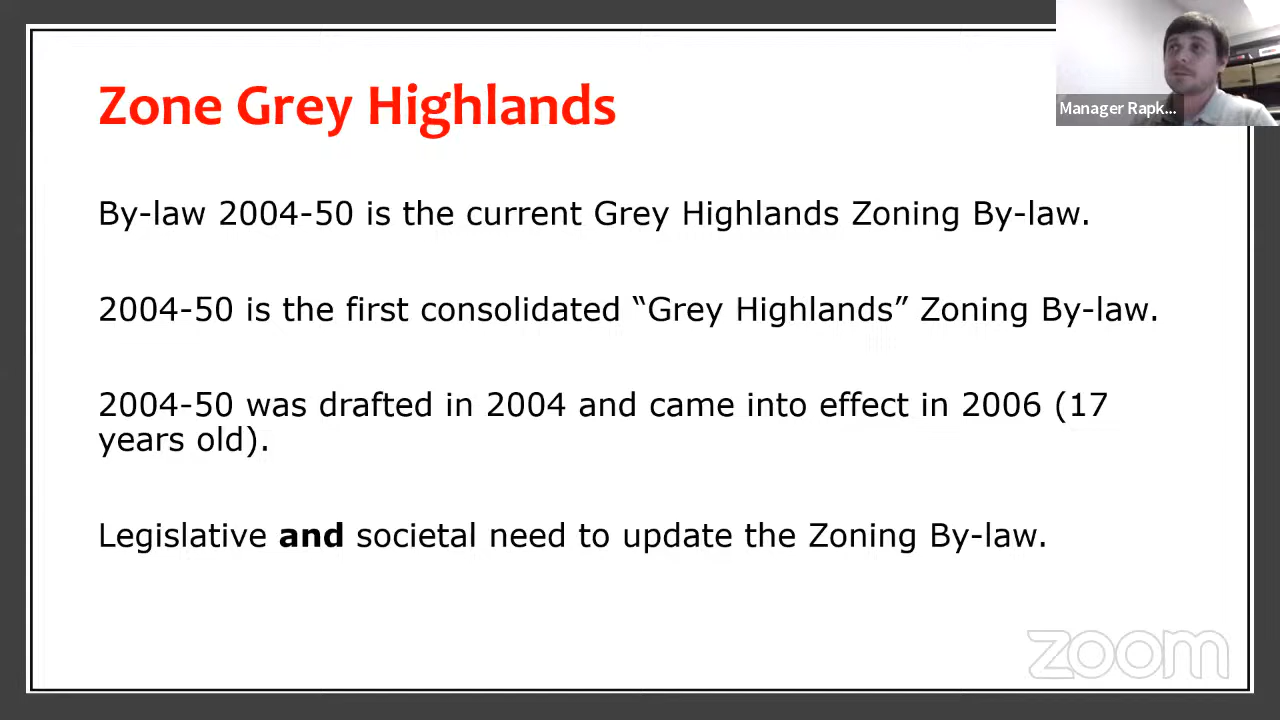 Zone Grey Highlands
Manager Rapk...
By-law 2004-50 is the current Grey Highlands Zoning By-law.
2004-50 is the first consolidated “Grey Highlands” Zoning By-law.
2004-50 was drafted in 2004 and came into effect in 2006 (17
years old).
Legislative and societal need to update the Zoning By-law.
zoom